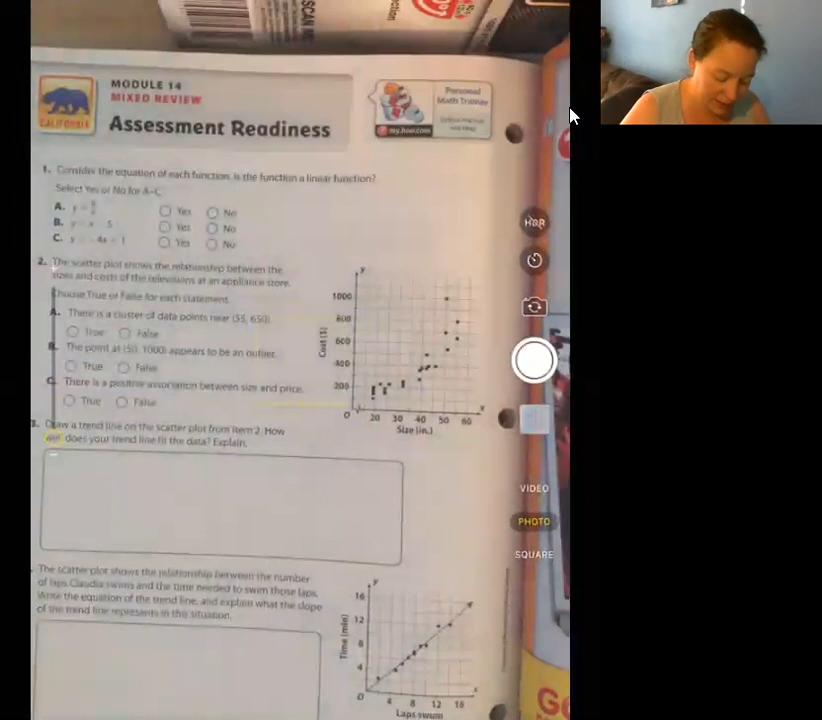 SCAN
MODULE 14
MIXED REVIEW
CALIFORNIA
Assessment Readiness
Personal
Math Trainer
my.hrw.com
1. Consider the equation of each function. Is the function a linear function?
Select Yes or No for A–C.
A. Yes No
B. Yes No
C. Yes No
2. The scatter plot shows the relationship between the
sizes and costs of the televisions at an appliance store.
Choose True or False for each statement.
A. There is a cluster of data points near (55, 650).
True False
B. The point at (50, 1000) appears to be an outlier.
True False
C. There is a positive association between size and price.
True False
y
1000
800
600
400
200
Cost ($)
O
20 30 40 50 60
x
Size (in.)
3. Draw a trend line on the scatter plot from item 2. How
well does your trend line fit the data? Explain.
The scatter plot shows the relationship between the number
of laps Claudia swims and the time needed to swim those laps.
Write the equation of the trend line, and explain what the slope
of the trend line represents in this situation.
y
16
12
8
4
Time (min)
O
4 8 12 16
x
Laps swum
HDR
VIDEO
PHOTO
SQUARE